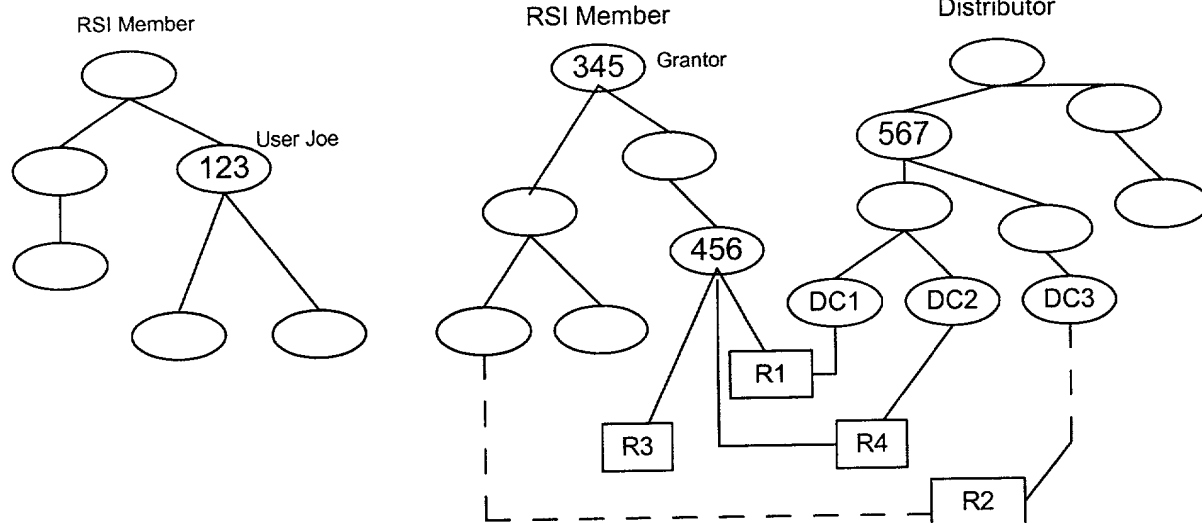 RSI Member
RSI Member
Distributor
345
Grantor
User Joe
123
567
456
DC1
DC2
DC3
R1
R3
R4
R2